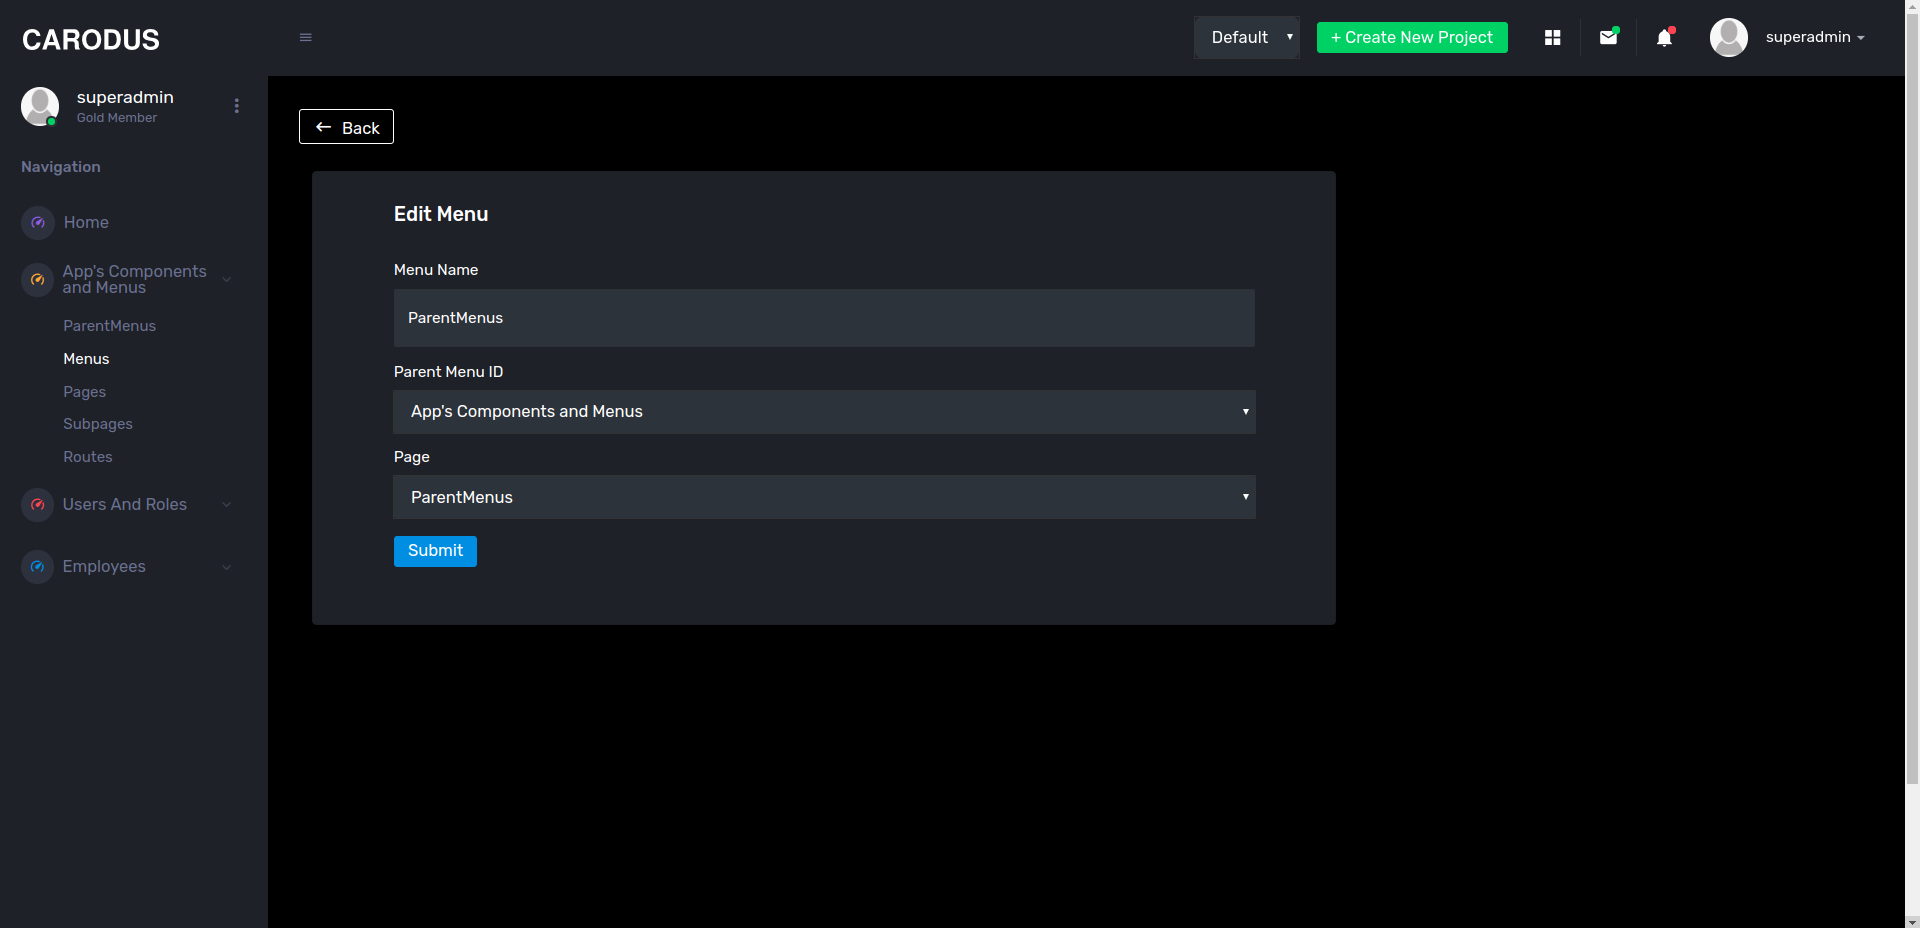 CARODUS
Default
+ Create New Project
superadmin
superadmin
Gold Member
Navigation
Home
App's Components
and Menus
ParentMenus
Menus
Pages
Subpages
Routes
Users And Roles
Employees
Back
Edit Menu
Menu Name
ParentMenus
Parent Menu ID
App's Components and Menus
Page
ParentMenus
Submit